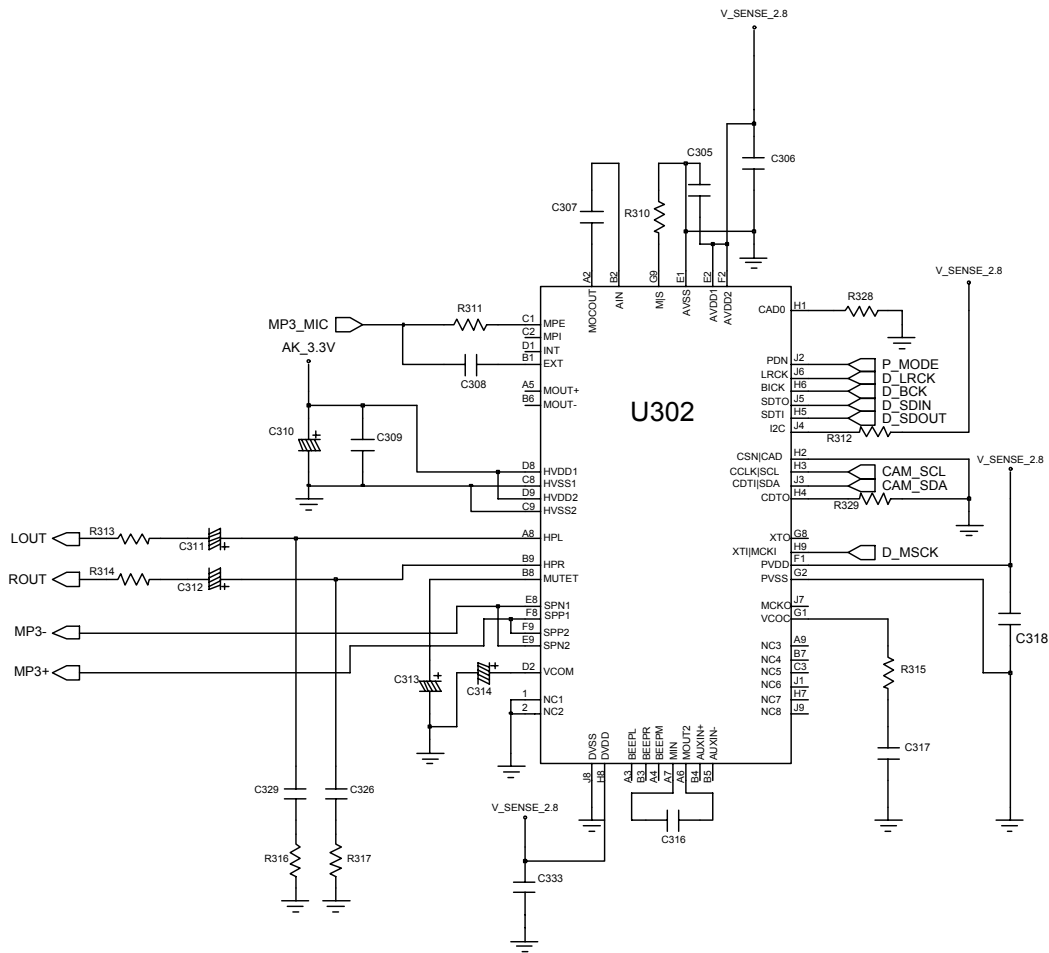 V_SENSE_2.8
C305
C306
C307
R310
A2
B2
G9
E1
E2
F2
MOCOUT
AIN
M|S
AVSS
AVDD1
AVDD2
V_SENSE_2.8
MP3_MIC
R311
C308
AK_3.3V
C310
C309
C1 MPE
C2 MPI
D1 INT
B1 EXT
A5 MOUT+
B6 MOUT-
D8 HVDD1
C8 HVSS1
D9 HVDD2
C9 HVSS2
A8 HPL
B9 HPR
B8 MUTET
E8 SPN1
F8 SPP1
F9 SPP2
E9 SPN2
D2 VCOM
1 NC1
2 NC2
U302
CAD0 H1
R328
PDN J2 P_MODE
LRCK J6 D_LRCK
BICK H6 D_BCK
SDTO J5 D_SDIN
SDTI H5 D_SDOUT
I2C J4
R312
CSN|CAD H2
CCLK|SCL H3 CAM_SCL
CDTI|SDA J3 CAM_SDA
CDTO H4
R329
V_SENSE_2.8
XTO G8
XTI|MCKI H9 D_MSCK
PVDD F1
PVSS G2
MCKO J7
VCOC G1
NC3 A9
NC4 B7
NC5 C3
NC6 J1
NC7 H7
NC8 J9
C318
R315
C317
LOUT R313 C311
ROUT R314 C312
MP3-
MP3+
C313
C314
C329
C326
R316
R317
DVSS
DVDD
BEEPL
BEEPR
BEEPM
MIN
MOUT2
AUXIN+
AUXIN-
J8
H8
A3
B3
A4
A7
A6
B4
B5
C316
V_SENSE_2.8
C333